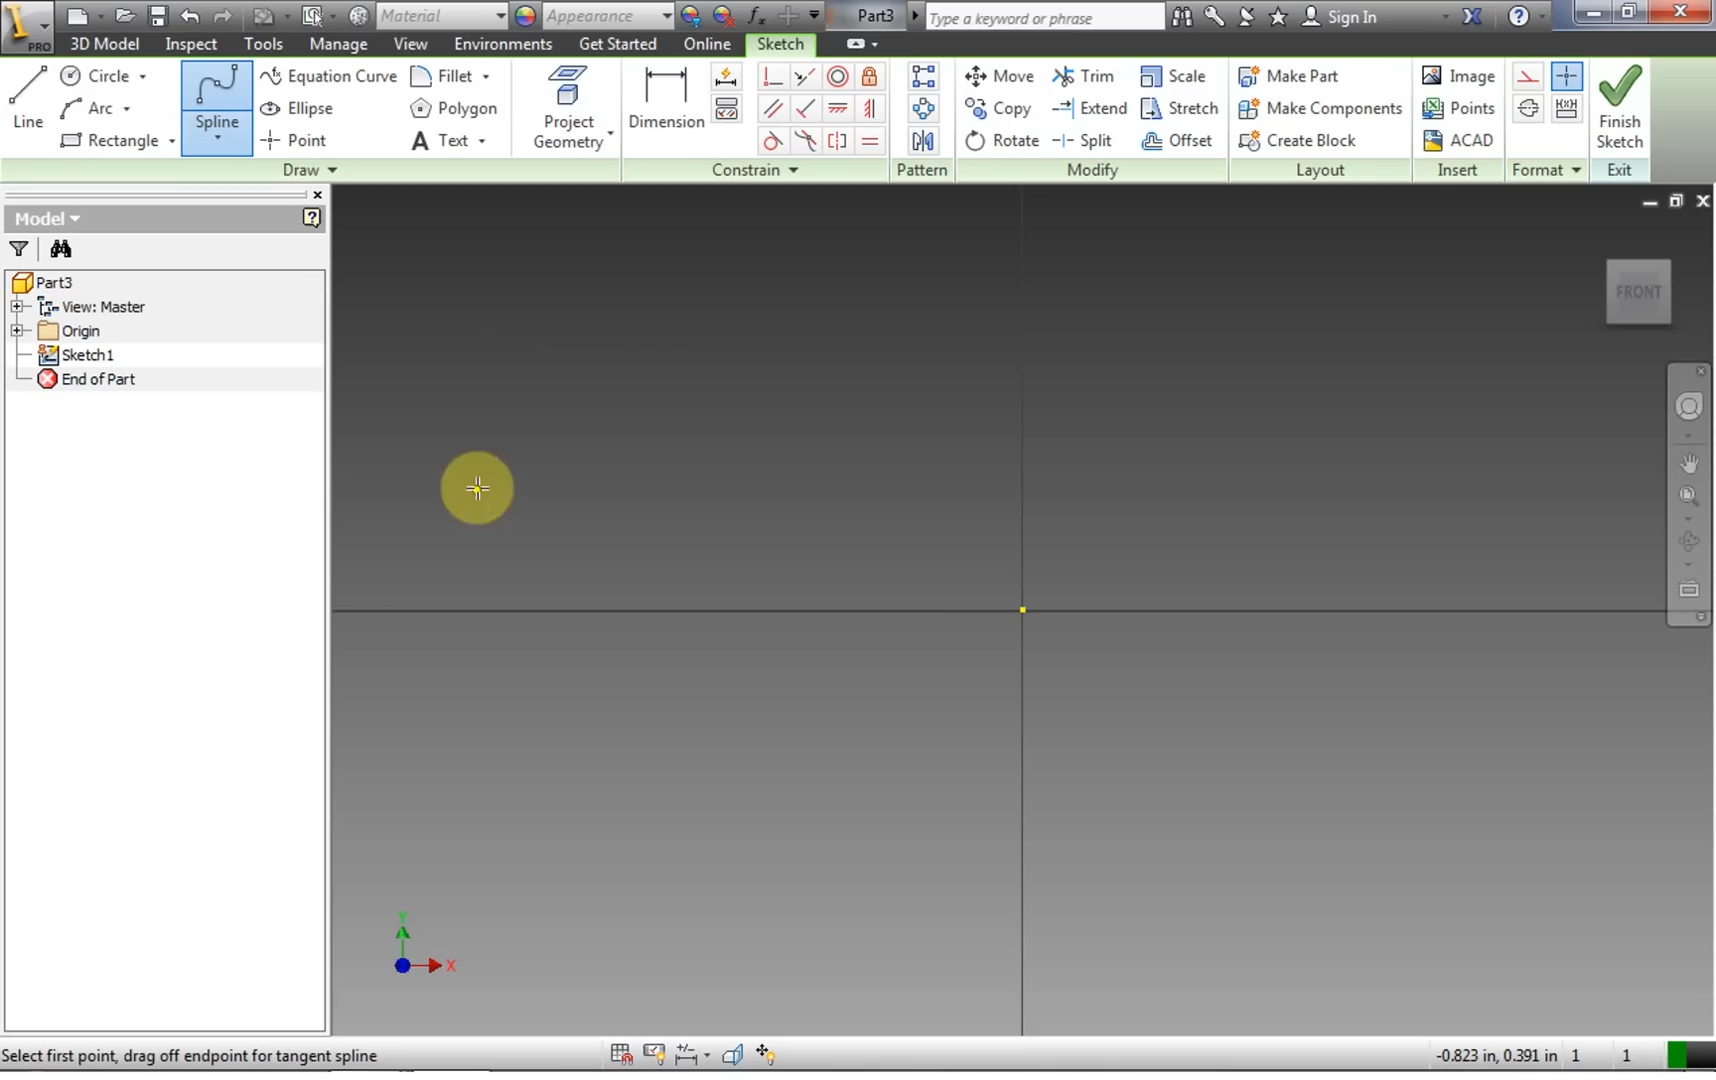 Material
Appearance
fx
Part3
Type a keyword or phrase
Sign In
PRO
3D Model
Inspect
Tools
Manage
View
Environments
Get Started
Online
Sketch
Line
Circle
Arc
Rectangle
Spline
Equation Curve
Ellipse
Point
Fillet
Polygon
A Text
Project
Geometry
Dimension
Move
Copy
Rotate
Trim
Extend
Split
Scale
Stretch
Offset
Make Part
Make Components
Create Block
Image
Points
ACAD
Finish
Sketch
Draw
Constrain
Pattern
Modify
Layout
Insert
Format
Exit
Model
Part3
View: Master
Origin
Sketch1
End of Part
FRONT
Y
X
Select first point, drag off endpoint for tangent spline
-0.823 in, 0.391 in 1 1